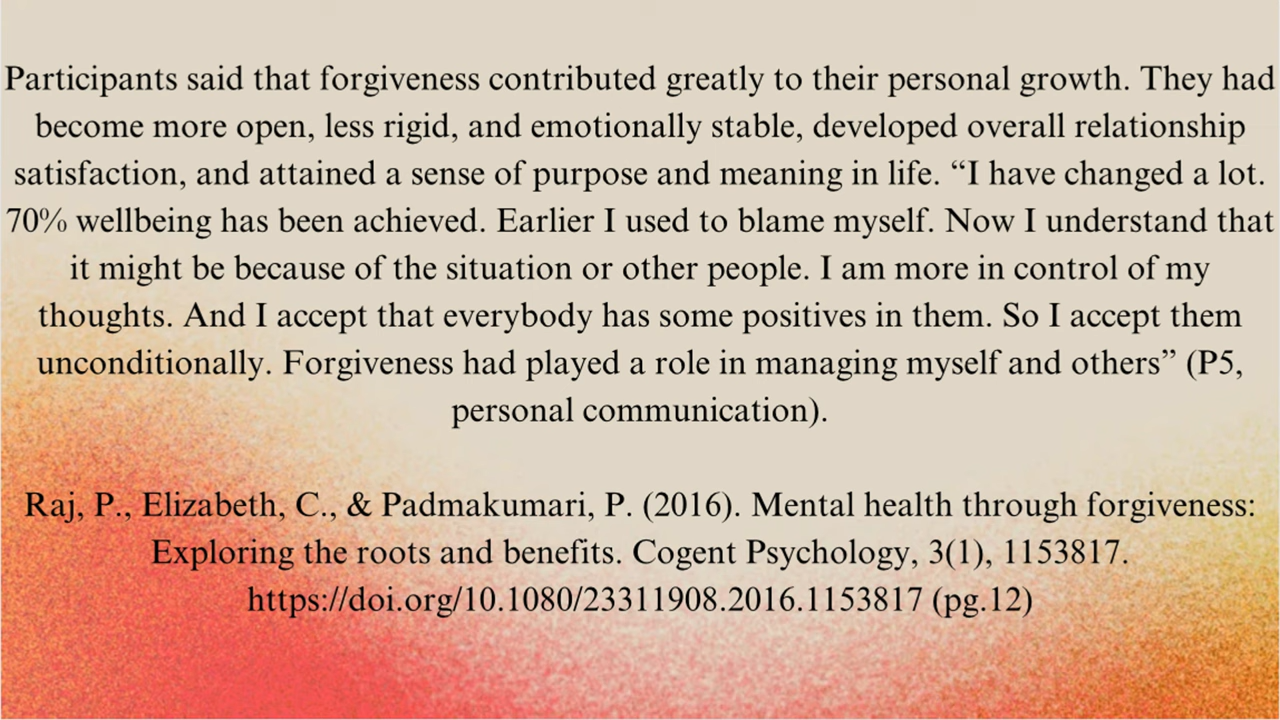 Participants said that forgiveness contributed greatly to their personal growth. They had
become more open, less rigid, and emotionally stable, developed overall relationship
satisfaction, and attained a sense of purpose and meaning in life. “I have changed a lot.
70% wellbeing has been achieved. Earlier I used to blame myself. Now I understand that
it might be because of the situation or other people. I am more in control of my
thoughts. And I accept that everybody has some positives in them. So I accept them
unconditionally. Forgiveness had played a role in managing myself and others” (P5,
personal communication).
Raj, P., Elizabeth, C., & Padmakumari, P. (2016). Mental health through forgiveness:
Exploring the roots and benefits. Cogent Psychology, 3(1), 1153817.
https://doi.org/10.1080/23311908.2016.1153817 (pg.12)